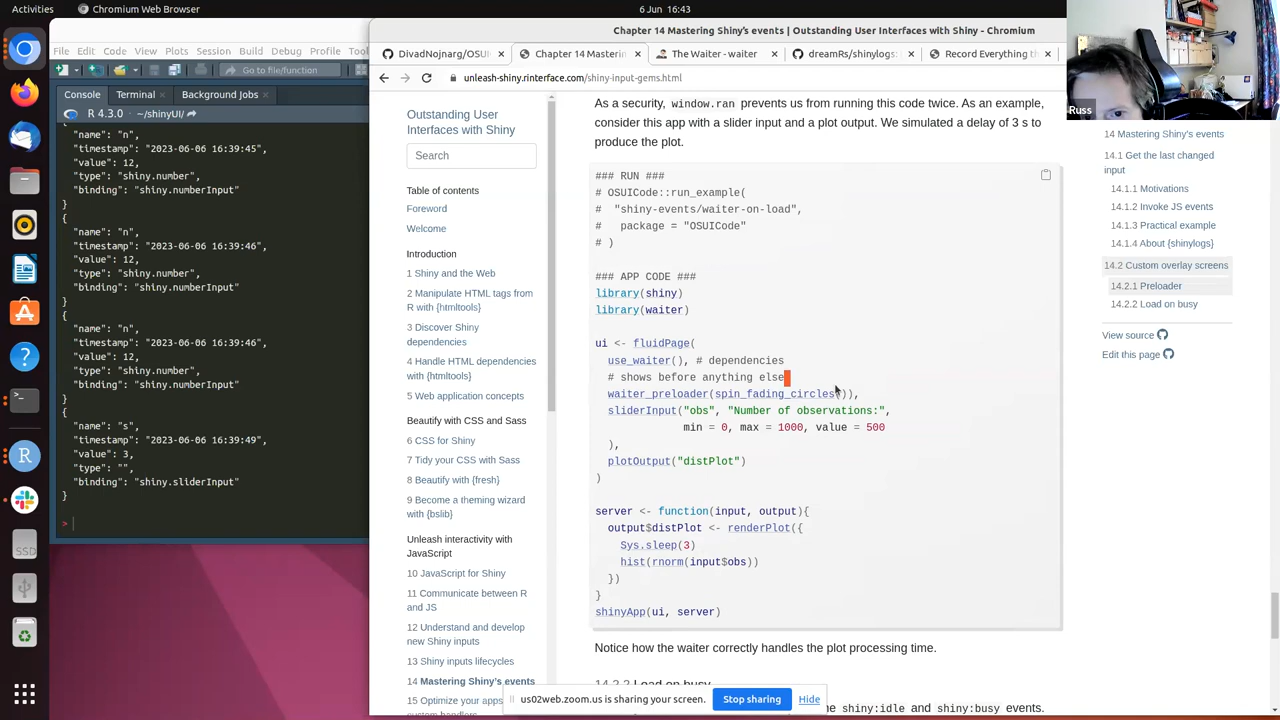 Activities
Chromium Web Browser
6 Jun 16:43
File Edit Code View Plots Session Build Debug Profile
Go to file/function
Console Terminal Background Jobs
R 4.3.0 · ~/shinyUI/
{
"name": "n",
"timestamp": "2023-06-06 16:39:45",
"value": 12,
"type": "shiny.number",
"binding": "shiny.numberInput"
}
{
"name": "n",
"timestamp": "2023-06-06 16:39:46",
"value": 12,
"type": "shiny.number",
"binding": "shiny.numberInput"
}
{
"name": "n",
"timestamp": "2023-06-06 16:39:46",
"value": 12,
"type": "shiny.number",
"binding": "shiny.numberInput"
}
{
"name": "s",
"timestamp": "2023-06-06 16:39:49",
"value": 3,
"type": "",
"binding": "shiny.sliderInput"
}
>
SSD
Chapter 14 Mastering Shiny's events | Outstanding User Interfaces with Shiny - Chromium
DivadNojnarg/OSUI
Chapter 14 Masterin
The Waiter - waiter
dreamRs/shinylogs:
Record Everything th
unleash-shiny.rinterface.com/shiny-input-gems.html
Outstanding User
Interfaces with Shiny
Search
Table of contents
Foreword
Welcome
Introduction
1 Shiny and the Web
2 Manipulate HTML tags from
R with {htmltools}
3 Discover Shiny
dependencies
4 Handle HTML dependencies
with {htmltools}
5 Web application concepts
Beautify with CSS and Sass
6 CSS for Shiny
7 Tidy your CSS with Sass
8 Beautify with {fresh}
9 Become a theming wizard
with {bslib}
Unleash interactivity with
JavaScript
10 JavaScript for Shiny
11 Communicate between R
and JS
12 Understand and develop
new Shiny inputs
13 Shiny inputs lifecycles
14 Mastering Shiny's events
15 Optimize your apps
custom handlers
As a security, window.ran prevents us from running this code twice. As an example,
consider this app with a slider input and a plot output. We simulated a delay of 3 s to
produce the plot.
### RUN ###
# OSUICode::run_example(
#  "shiny-events/waiter-on-load",
#   package = "OSUICode"
# )
### APP CODE ###
library(shiny)
library(waiter)
ui <- fluidPage(
use_waiter(), # dependencies
# shows before anything else
waiter_preloader(spin_fading_circles()),
sliderInput("obs", "Number of observations:",
min = 0, max = 1000, value = 500
),
plotOutput("distPlot")
)
server <- function(input, output){
output$distPlot <- renderPlot({
Sys.sleep(3)
hist(rnorm(input$obs))
})
}
shinyApp(ui, server)
Notice how the waiter correctly handles the plot processing time.
14.2.2 Load on busy
the shiny:idle and shiny:busy events.
us02web.zoom.us is sharing your screen.
Stop sharing
Hide
Russ
14 Mastering Shiny's events
14.1 Get the last changed
input
14.1.1 Motivations
14.1.2 Invoke JS events
14.1.3 Practical example
14.1.4 About {shinylogs}
14.2 Custom overlay screens
14.2.1 Preloader
14.2.2 Load on busy
View source
Edit this page